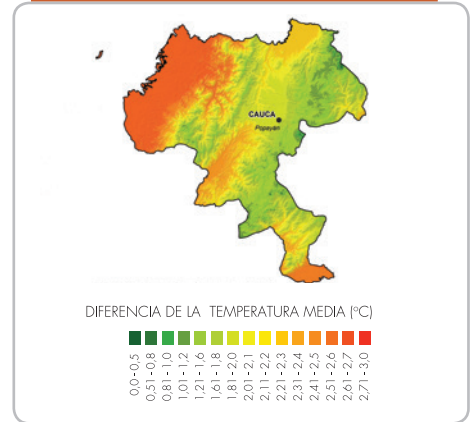 CAUCA
Popayán
DIFERENCIA DE LA TEMPERATURA MEDIA (ºC)
0,0 - 0,5
0,51 - 0,8
0,81 - 1,0
1,01 - 1,2
1,21 - 1,6
1,61 - 1,8
1,81 - 2,0
2,01 - 2,1
2,11 - 2,2
2,21 - 2,3
2,31 - 2,4
2,41 - 2,5
2,51 - 2,6
2,61 - 2,7
2,71 - 3,0